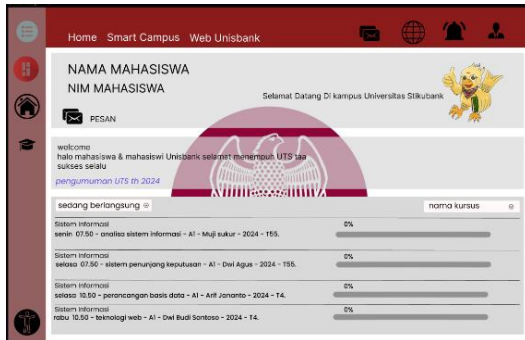 Home Smart Campus Web Unisbank
NAMA MAHASISWA
NIM MAHASISWA
Selamat Datang Di kampus Universitas Stikubank
PESAN
welcome
halo mahasiswa & mahasiswi Unisbank selamat menempuh UTS taa
sukses selalu
pengumuman UTS th 2024
sedang berlangsung
nama kursus
Sistem Informasi
0%
senin 07.50 - analisa sistem informasi - A1 - Muji sukur - 2024 - T55.
Sistem Informasi
0%
selasa 07.50 - sistem penunjang keputusan - A1 - Dwi Agus - 2024 - T55.
Sistem Informasi
0%
selasa 10.50 - perancangan basis data - A1 - Arif Jananto - 2024 - T4.
Sistem Informasi
0%
rabu 10.50 - teknologi web - A1 - Dwi Budi Santoso - 2024 - T4.